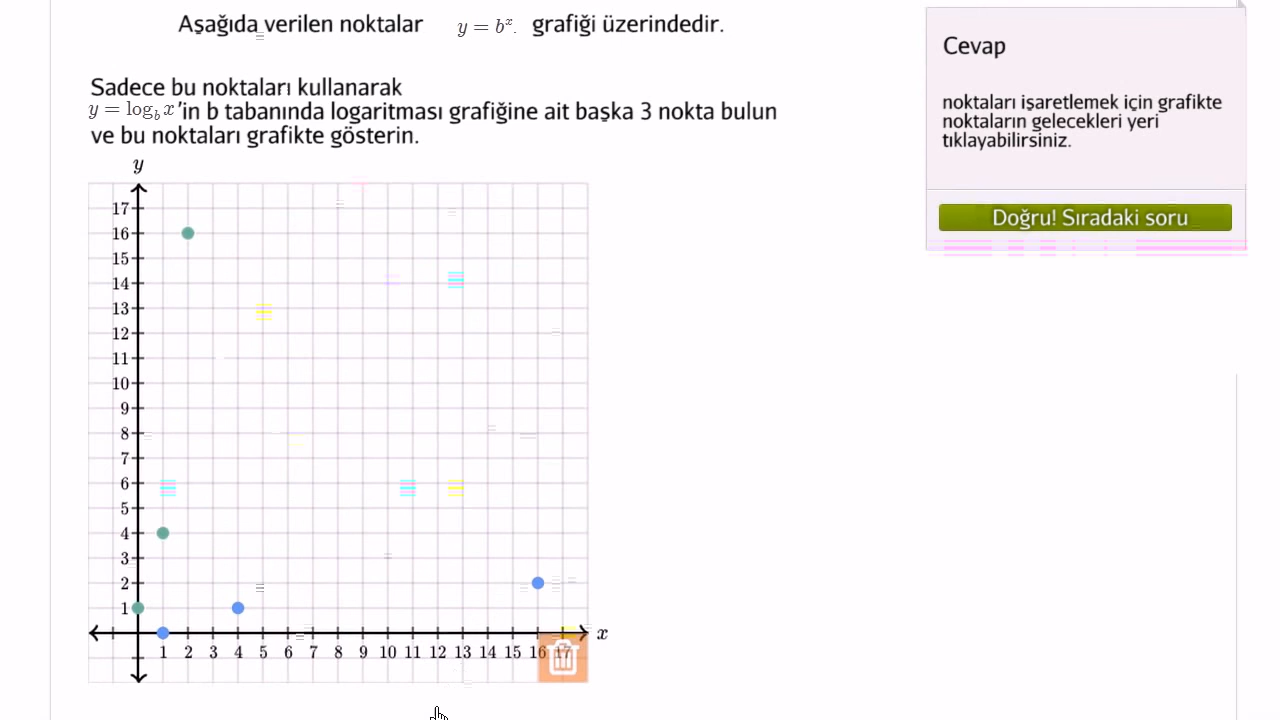 Aşağıda verilen noktalar y = bˣ. grafiği üzerindedir.
Sadece bu noktaları kullanarak
y = log_b x'in b tabanında logaritması grafiğine ait başka 3 nokta bulun
ve bu noktaları grafikte gösterin.
y
17
16
15
14
13
12
11
10
9
8
7
6
5
4
3
2
1
x
1 2 3 4 5 6 7 8 9 10 11 12 13 14 15 16 17
Cevap
noktaları işaretlemek için grafikte
noktaların gelecekleri yeri
tıklayabilirsiniz.
Doğru! Sıradaki soru